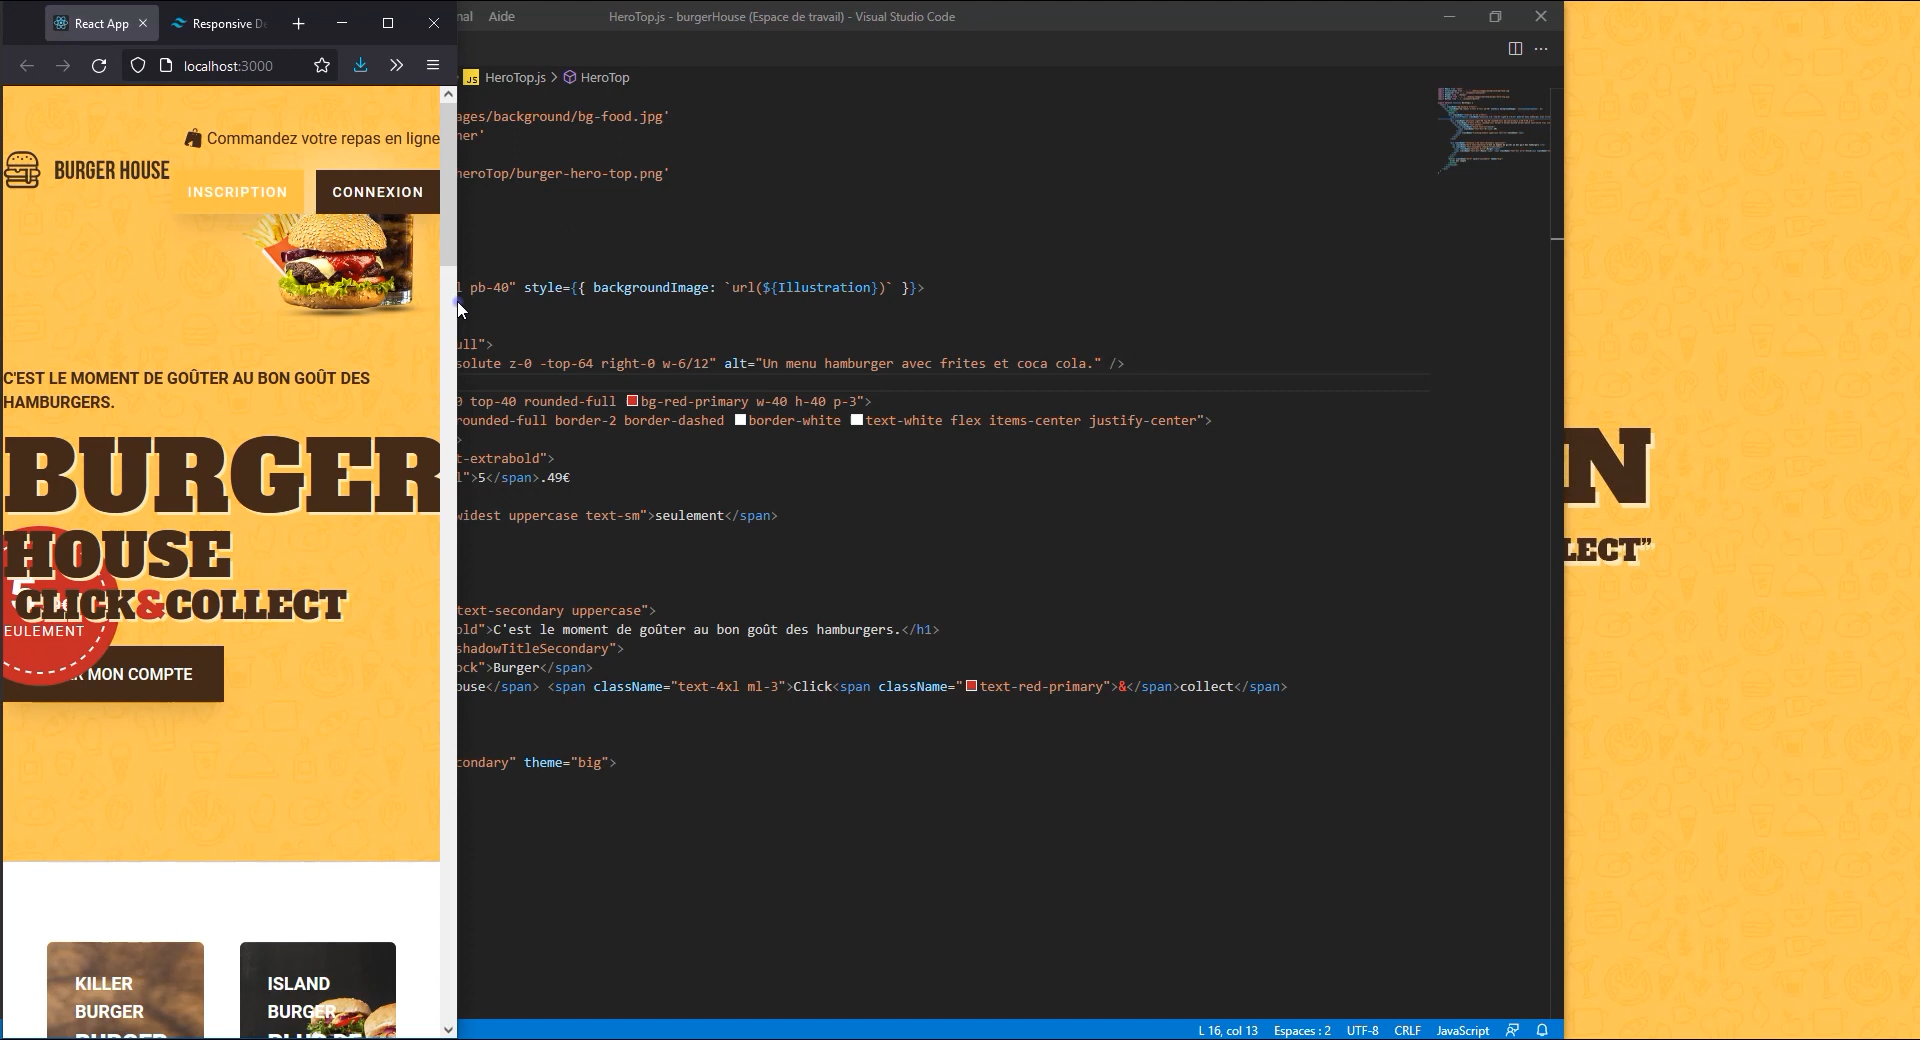 React App
Responsive De
localhost:3000
Commandez votre repas en ligne
BURGER HOUSE
INSCRIPTION
CONNEXION
C'EST LE MOMENT DE GOÛTER AU BON GOÛT DES
HAMBURGERS.
BURGER
HOUSE
CLICK&COLLECT
EULEMENT
MON COMPTE
KILLER
BURGER
ISLAND
BURGER
nal Aide
HeroTop.js - burgerHouse (Espace de travail) - Visual Studio Code
JS HeroTop.js > HeroTop
ages/background/bg-food.jpg'
ner'
heroTop/burger-hero-top.png'
l pb-40" style={{ backgroundImage: `url(${Illustration})` }}>
ull">
solute z-0 -top-64 right-0 w-6/12" alt="Un menu hamburger avec frites et coca cola." />
0 top-40 rounded-full bg-red-primary w-40 h-40 p-3">
rounded-full border-2 border-dashed border-white text-white flex items-center justify-center">
>
t-extrabold">
l">5</span>.49€
widest uppercase text-sm">seulement</span>
text-secondary uppercase">
old">C'est le moment de goûter au bon goût des hamburgers.</h1>
shadowTitleSecondary">
ock">Burger</span>
ouse</span> <span className="text-4xl ml-3">Click<span className="text-red-primary">&</span>collect</span>
condary" theme="big">
L 16, col 13 Espaces : 2 UTF-8 CRLF JavaScript
N
LECT"